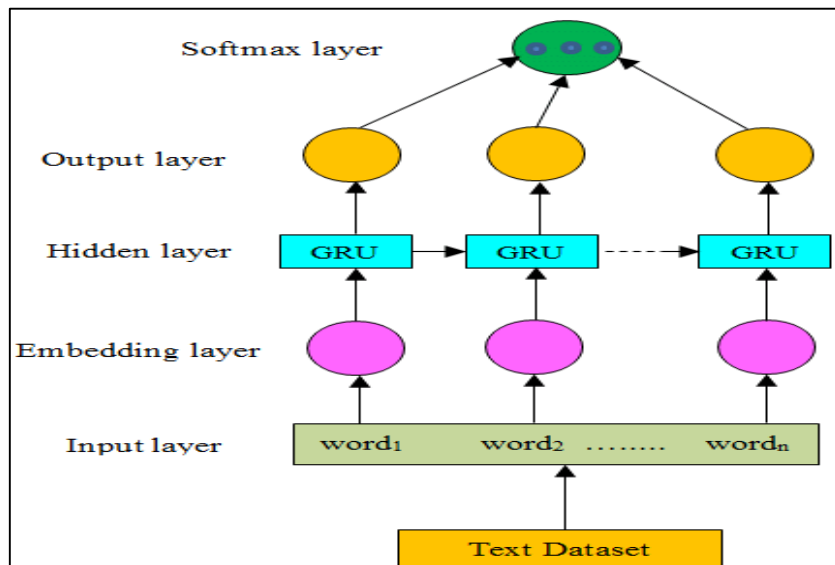 Softmax layer
Output layer
Hidden layer GRU GRU GRU
Embedding layer
Input layer word₁ word₂ ........ wordₙ
Text Dataset